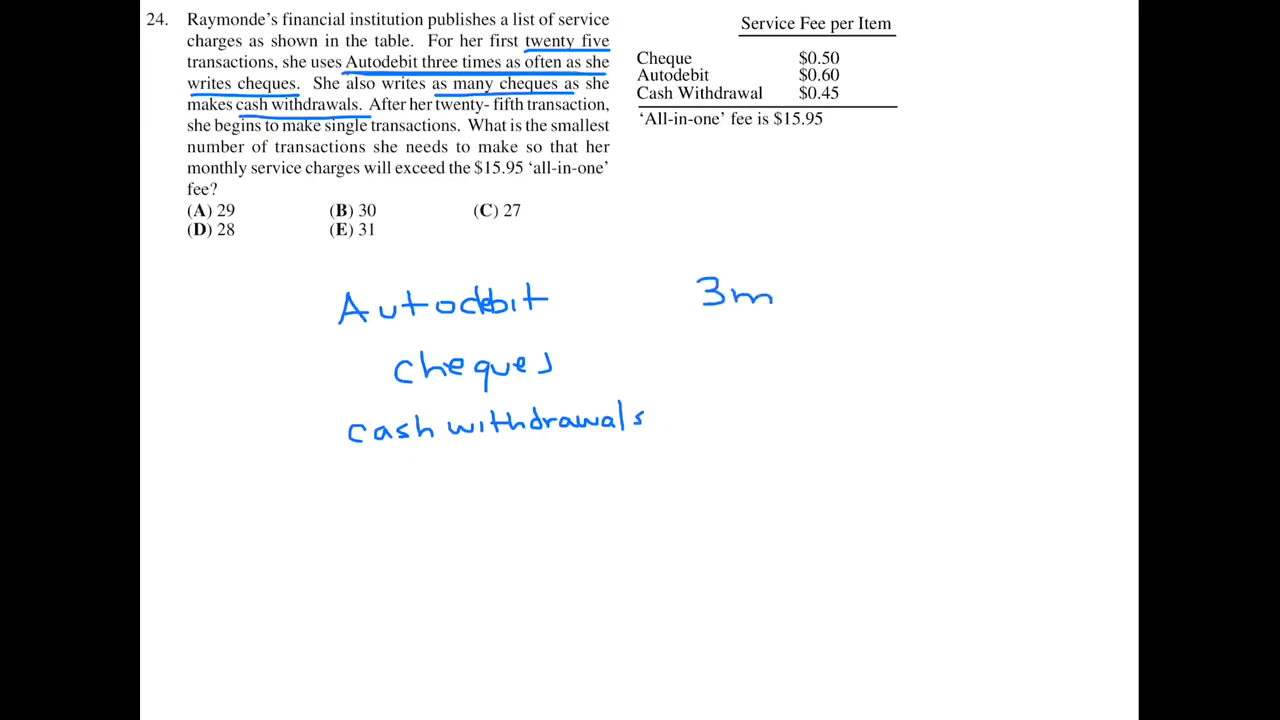 24. Raymonde's financial institution publishes a list of service
charges as shown in the table. For her first twenty five
transactions, she uses Autodebit three times as often as she
writes cheques. She also writes as many cheques as she
makes cash withdrawals. After her twenty- fifth transaction,
she begins to make single transactions. What is the smallest
number of transactions she needs to make so that her
monthly service charges will exceed the $15.95 'all-in-one'
fee?
(A) 29 (B) 30 (C) 27
(D) 28 (E) 31
Service Fee per Item
Cheque $0.50
Autodebit $0.60
Cash Withdrawal $0.45
'All-in-one' fee is $15.95
Autodebit 3m
cheques
cash withdrawals